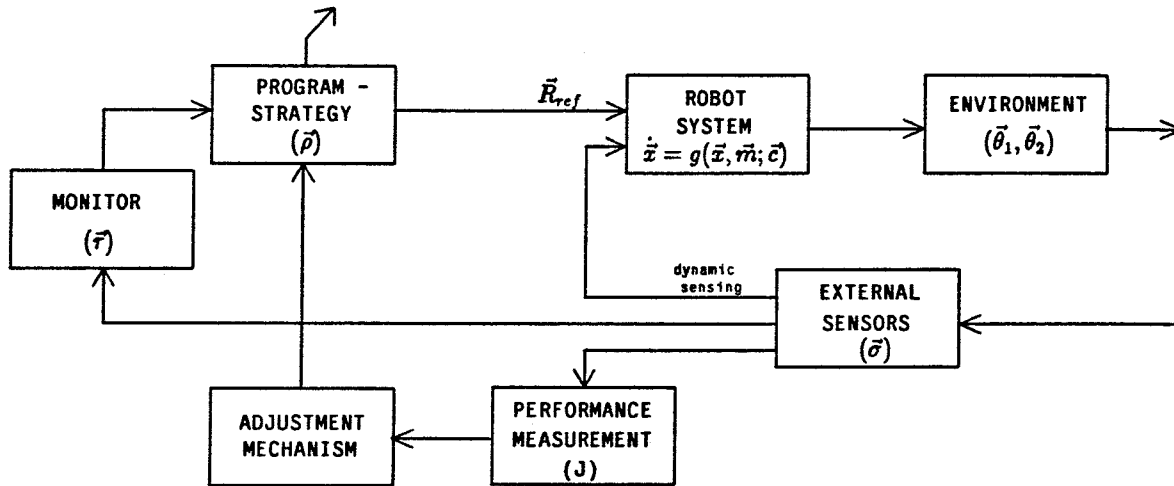 PROGRAM -
STRATEGY
(ρ⃗)
R⃗ref
ROBOT
SYSTEM
ẋ⃗ = g(x⃗, m⃗; c⃗)
ENVIRONMENT
(θ⃗₁, θ⃗₂)
MONITOR
(τ⃗)
dynamic
sensing
EXTERNAL
SENSORS
(σ⃗)
ADJUSTMENT
MECHANISM
PERFORMANCE
MEASUREMENT
(J)